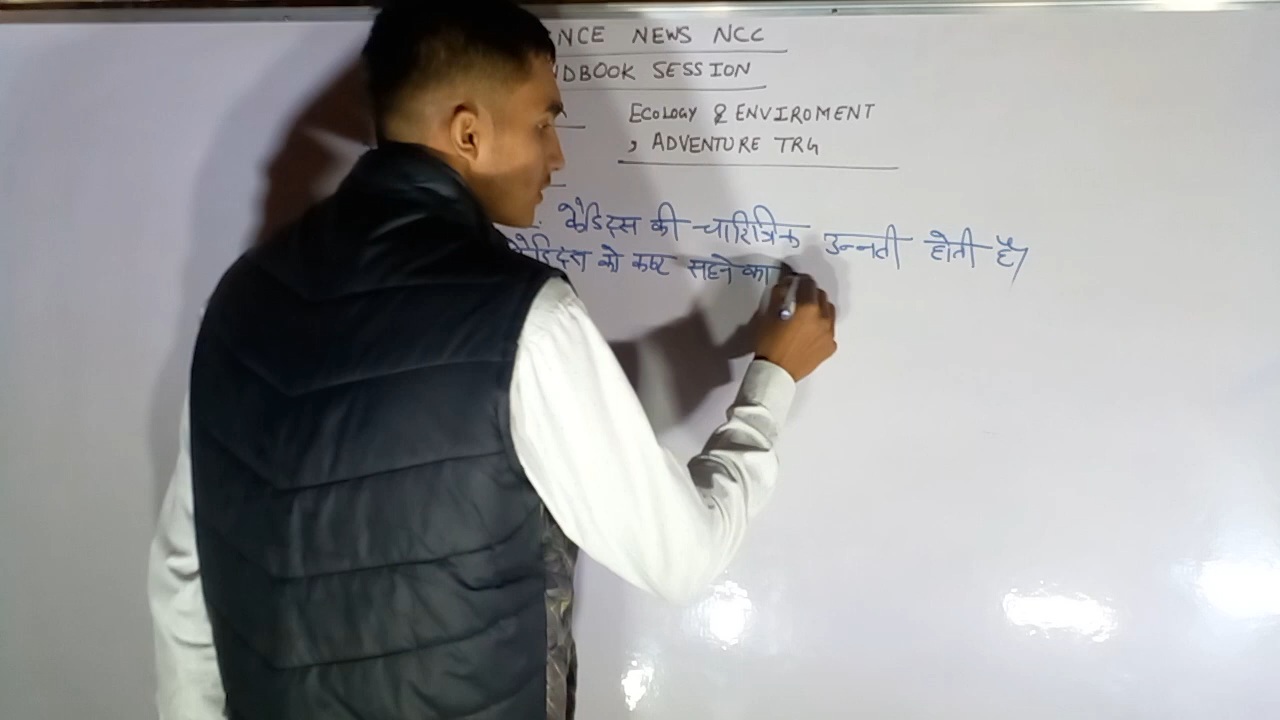 NCE NEWS NCC
DBOOK SESSION
ECOLOGY & ENVIROMENT
, ADVENTURE TRG
कैडिट्स की चारित्रिक उन्नती होती है।
कैडिट्स को कष्ट सहने का